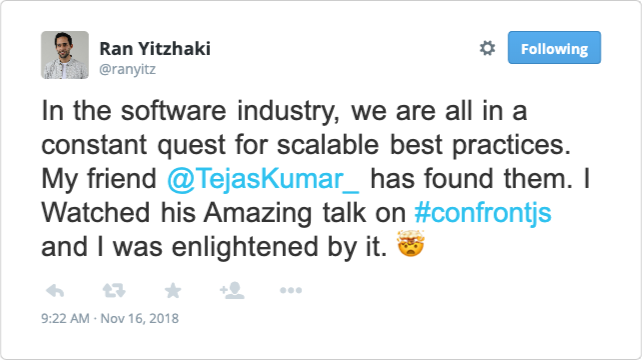 Ran Yitzhaki
@ranyitz
Following
In the software industry, we are all in a
constant quest for scalable best practices.
My friend @TejasKumar_ has found them. I
Watched his Amazing talk on #confrontjs
and I was enlightened by it. 🤯
9:22 AM · Nov 16, 2018